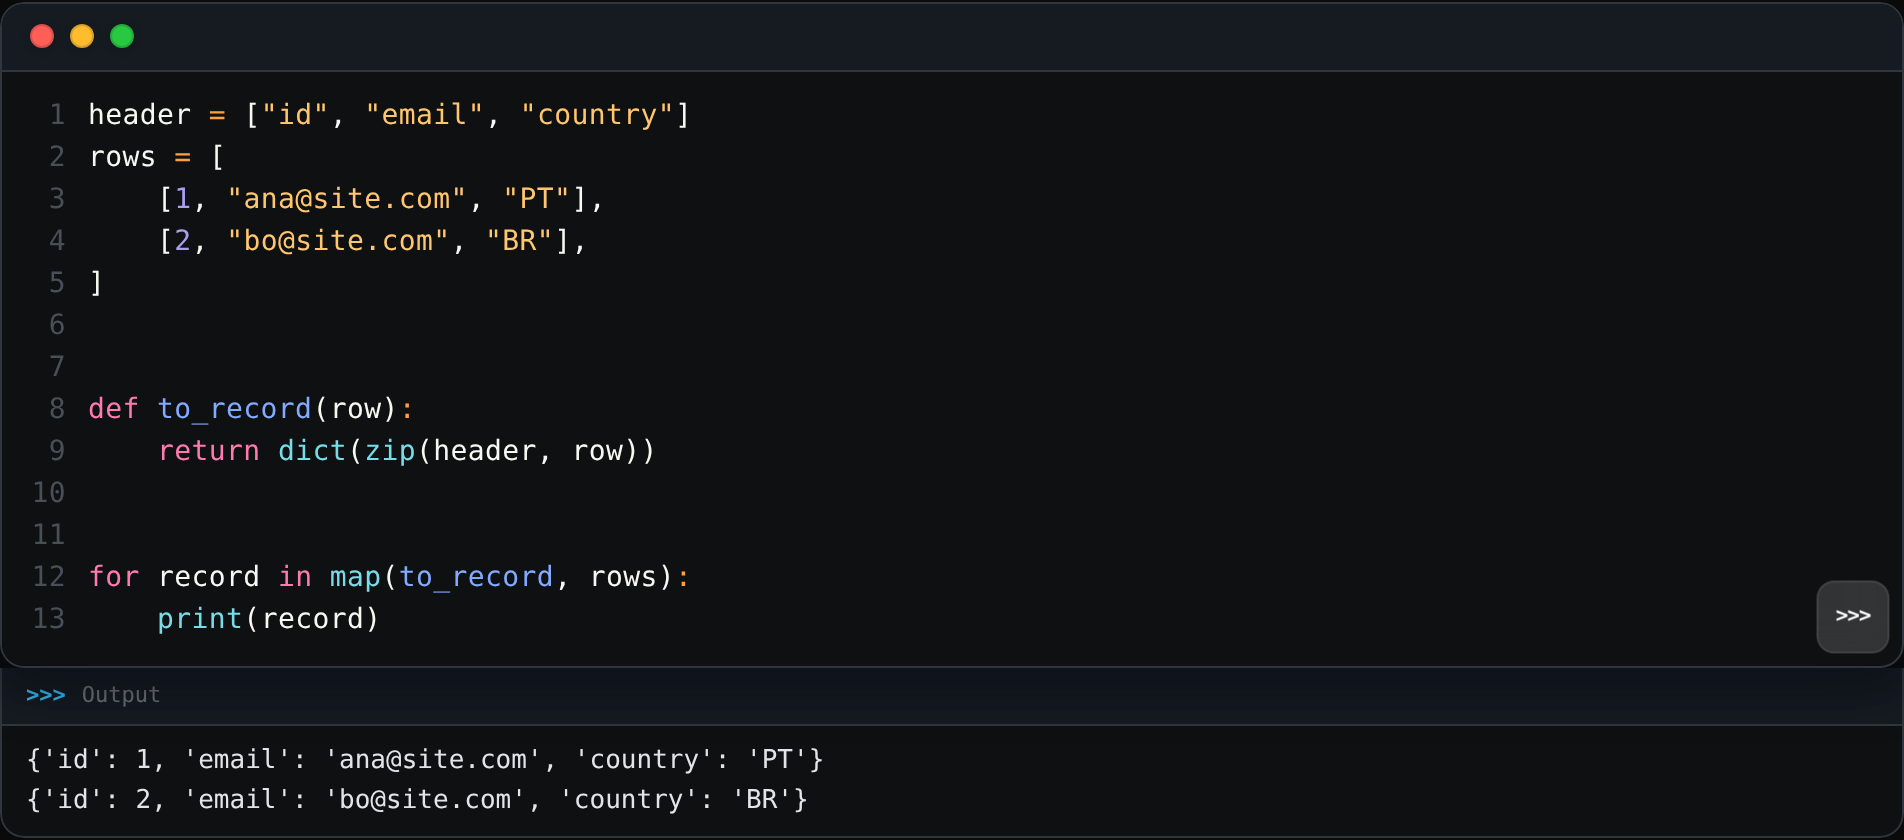 1 header = ["id", "email", "country"]
2 rows = [
3     [1, "ana@site.com", "PT"],
4     [2, "bo@site.com", "BR"],
5 ]
6
7
8 def to_record(row):
9     return dict(zip(header, row))
10
11
12 for record in map(to_record, rows):
13     print(record)
>>>
>>> Output
{'id': 1, 'email': 'ana@site.com', 'country': 'PT'}
{'id': 2, 'email': 'bo@site.com', 'country': 'BR'}